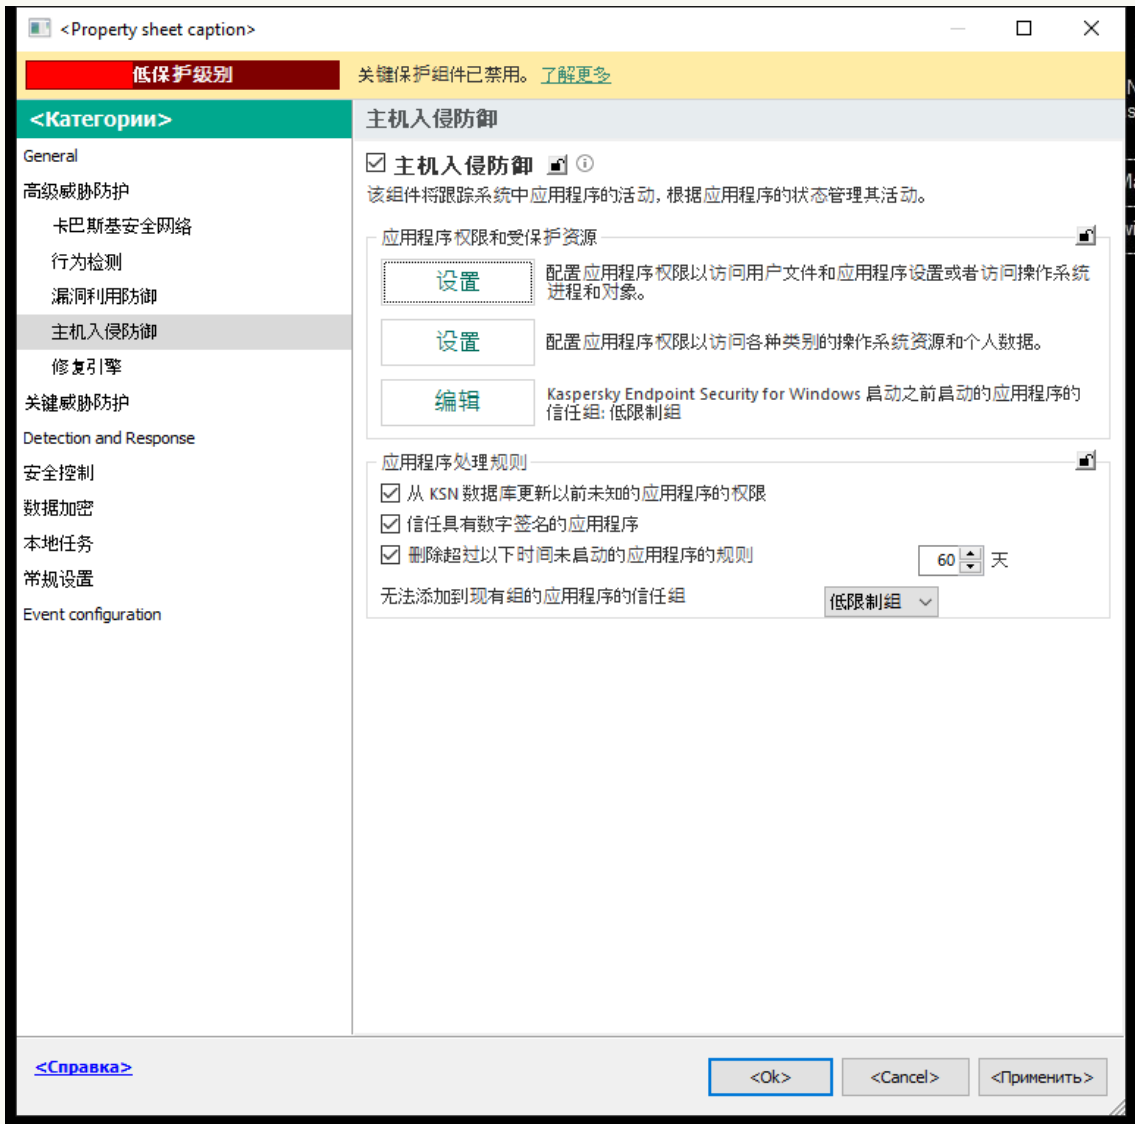 <Property sheet caption>
低保护级别
关键保护组件已禁用。 了解更多
<Категории>
General
高级威胁防护
卡巴斯基安全网络
行为检测
漏洞利用防御
主机入侵防御
修复引擎
关键威胁防护
Detection and Response
安全控制
数据加密
本地任务
常规设置
Event configuration
主机入侵防御
主机入侵防御
该组件将跟踪系统中应用程序的活动, 根据应用程序的状态管理其活动。
应用程序权限和受保护资源
设置
配置应用程序权限以访问用户文件和应用程序设置或者访问操作系统
进程和对象。
设置
配置应用程序权限以访问各种类别的操作系统资源和个人数据。
编辑
Kaspersky Endpoint Security for Windows 启动之前启动的应用程序的
信任组: 低限制组
应用程序处理规则
从 KSN 数据库更新以前未知的应用程序的权限
信任具有数字签名的应用程序
删除超过以下时间未启动的应用程序的规则
60 天
无法添加到现有组的应用程序的信任组
低限制组
<Справка>
<Ok>
<Cancel>
<Применить>